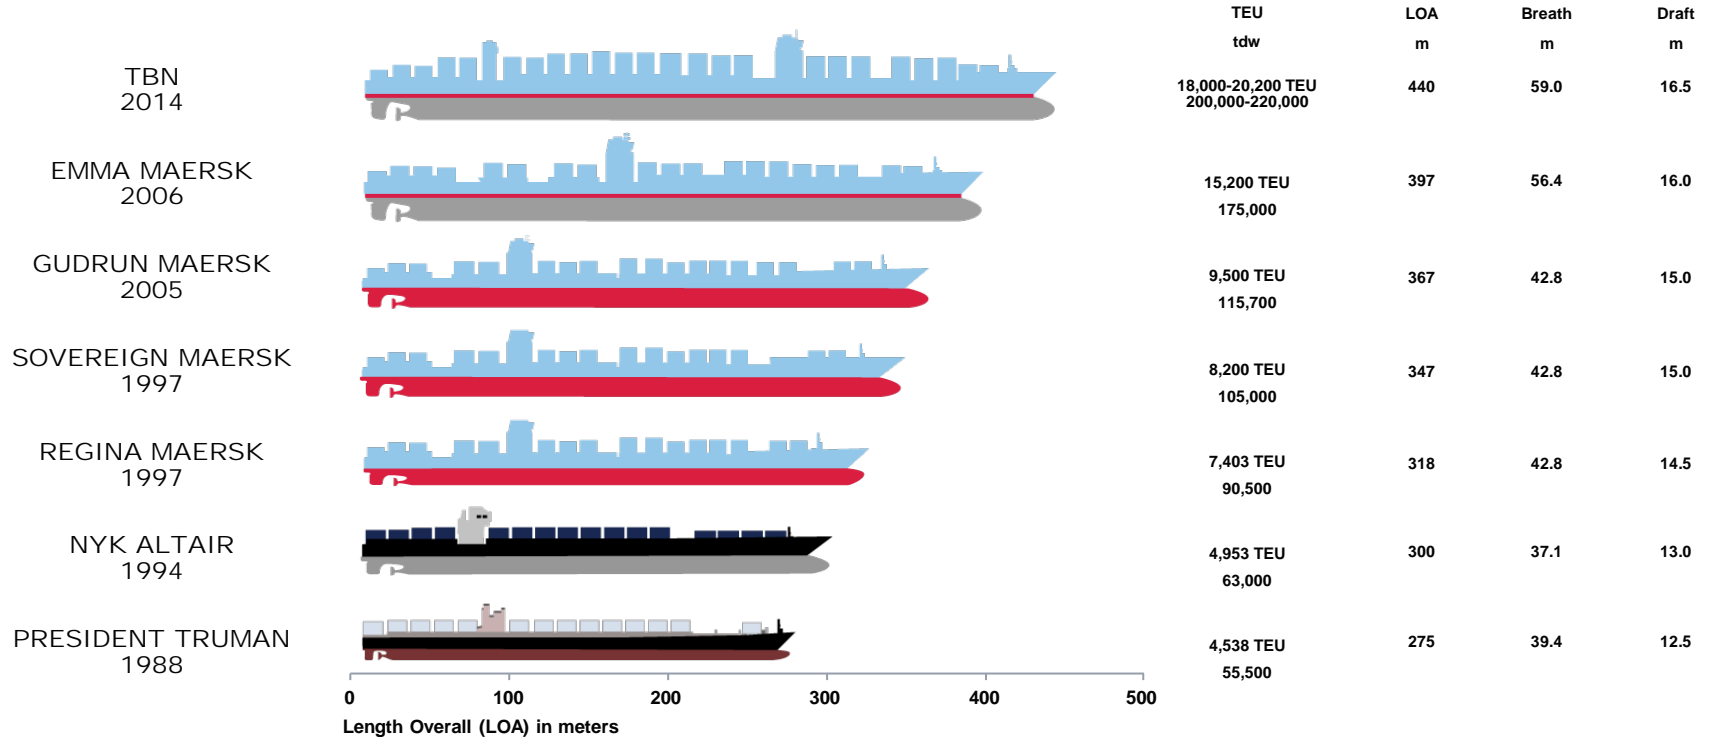 TEU LOA Breath Draft
tdw m m m
TBN
2014
18,000-20,200 TEU 440 59.0 16.5
200,000-220,000
EMMA MAERSK
2006
15,200 TEU 397 56.4 16.0
175,000
GUDRUN MAERSK
2005
9,500 TEU 367 42.8 15.0
115,700
SOVEREIGN MAERSK
1997
8,200 TEU 347 42.8 15.0
105,000
REGINA MAERSK
1997
7,403 TEU 318 42.8 14.5
90,500
NYK ALTAIR
1994
4,953 TEU 300 37.1 13.0
63,000
PRESIDENT TRUMAN
1988
4,538 TEU 275 39.4 12.5
55,500
0 100 200 300 400 500
Length Overall (LOA) in meters